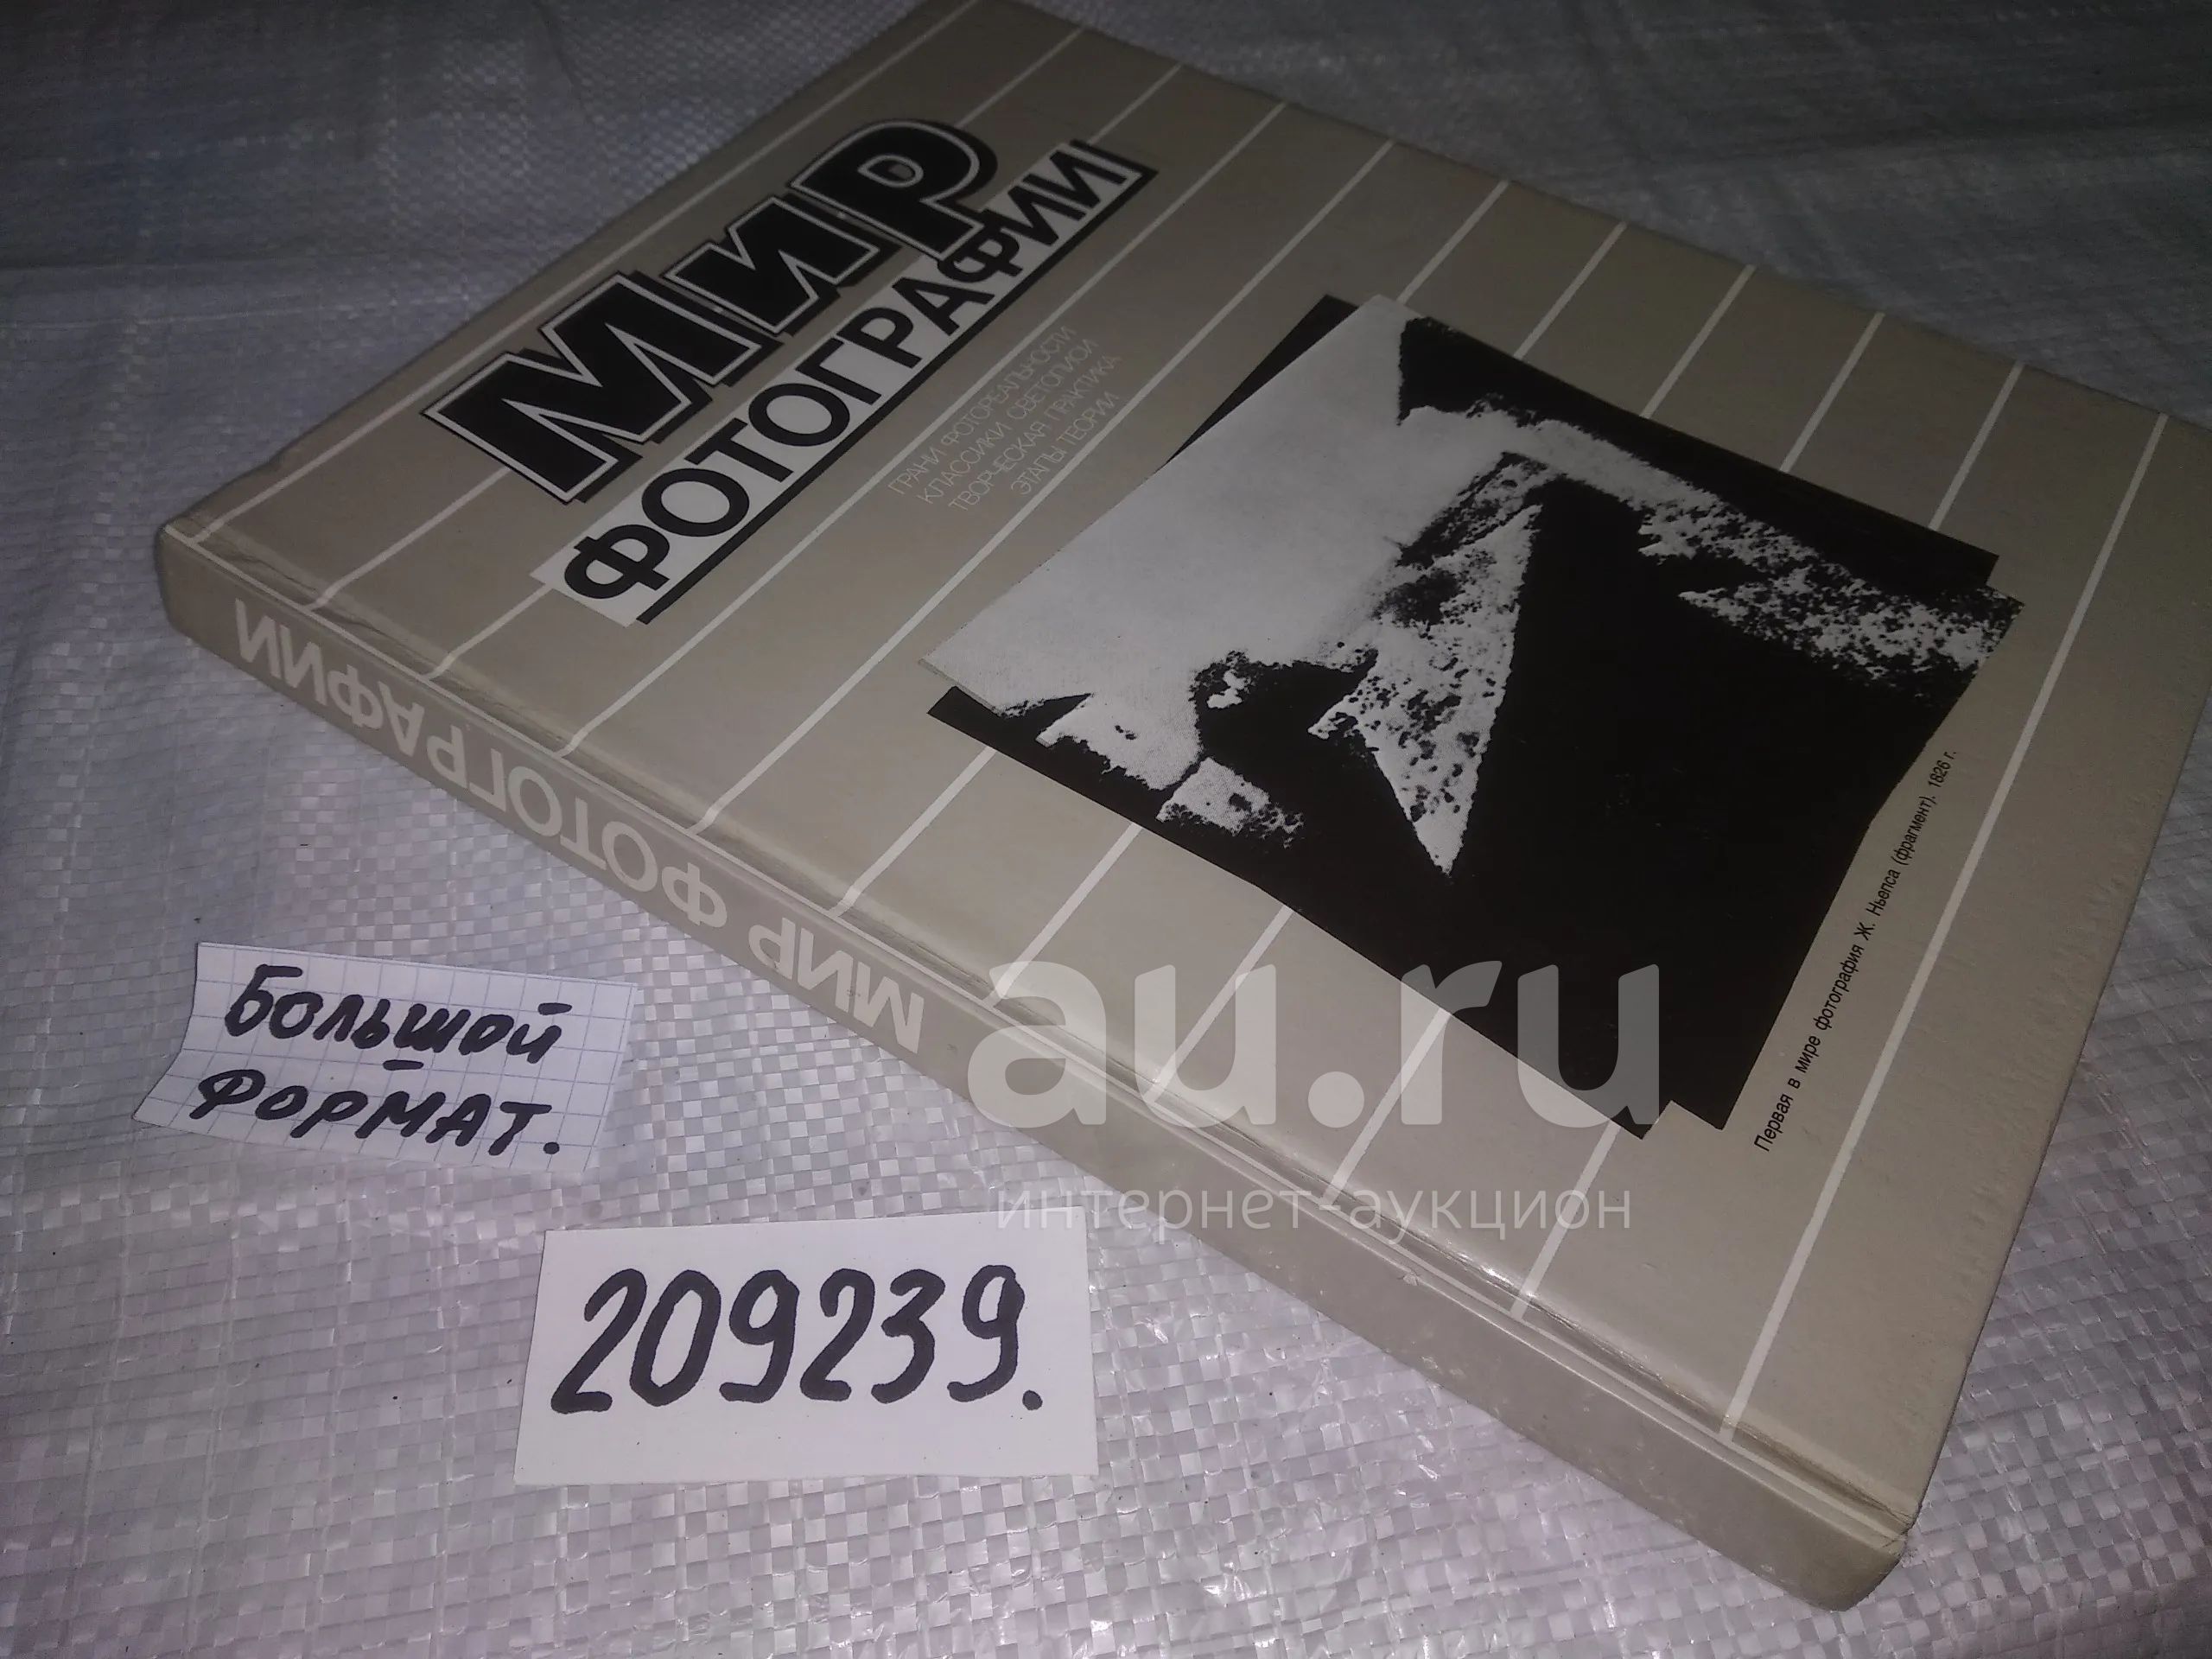 Мир
ФОТОГРАФИИ
ГРАНИ ФОТОРЕАЛЬНОСТИ
КЛАССИКИ СВЕТОПИСИ
ТВОРЧЕСКАЯ ПРАКТИКА
ЭТАПЫ ТЕОРИИ
Первая в мире фотография Ж. Ньепса (фрагмент). 1826 г.
МИР ФОТОГРАФИИ
au.ru
интернет-аукцион
Большой
ФОРМАТ.
209239.